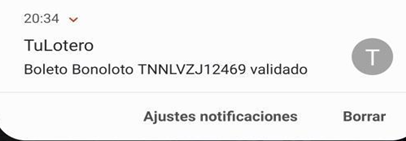 20:34
TuLotero
T
Boleto Bonoloto TNNLVZJ12469 validado
Ajustes notificaciones Borrar